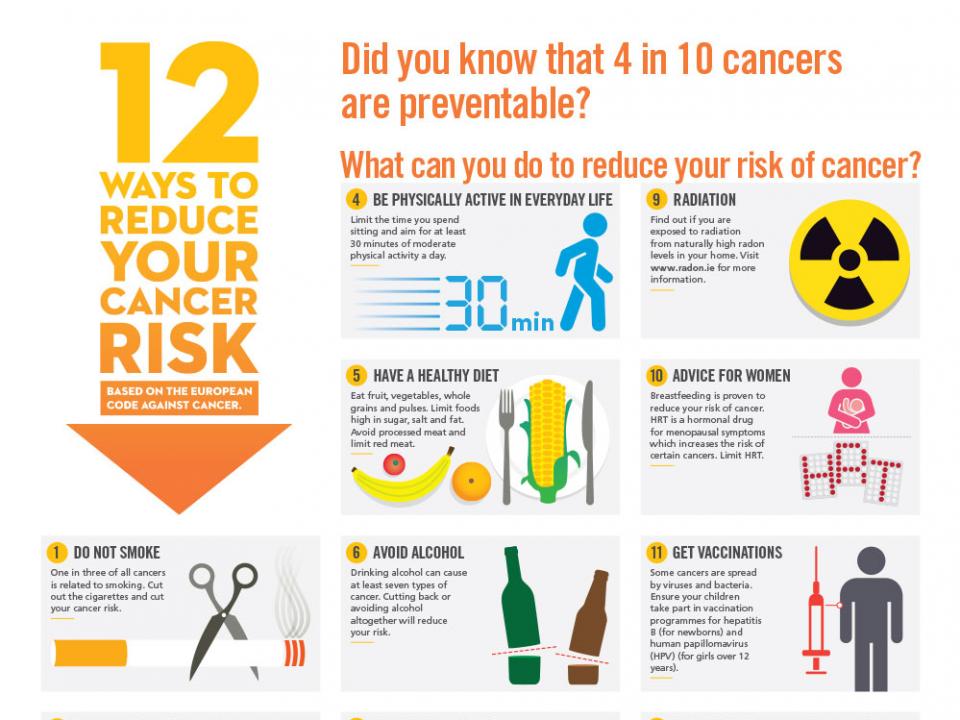 12
WAYS TO
REDUCE
YOUR
CANCER
RISK
BASED ON THE EUROPEAN
CODE AGAINST CANCER.
Did you know that 4 in 10 cancers
are preventable?
What can you do to reduce your risk of cancer?
1 DO NOT SMOKE
One in three of all cancers
is related to smoking. Cut
out the cigarettes and cut
your cancer risk.
4 BE PHYSICALLY ACTIVE IN EVERYDAY LIFE
Limit the time you spend
sitting and aim for at least
30 minutes of moderate
physical activity a day.
30 min
5 HAVE A HEALTHY DIET
Eat fruit, vegetables, whole
grains and pulses. Limit foods
high in sugar, salt and fat.
Avoid processed meat and
limit red meat.
6 AVOID ALCOHOL
Drinking alcohol can cause
at least seven types of
cancer. Cutting back or
avoiding alcohol
altogether will reduce
your risk.
9 RADIATION
Find out if you are
exposed to radiation
from naturally high radon
levels in your home. Visit
www.radon.ie for more
information.
10 ADVICE FOR WOMEN
Breastfeeding is proven to
reduce your risk of cancer.
HRT is a hormonal drug
for menopausal symptoms
which increases the risk of
certain cancers. Limit HRT.
HRT
11 GET VACCINATIONS
Some cancers are spread
by viruses and bacteria.
Ensure your children
take part in vaccination
programmes for hepatitis
B (for newborns) and
human papillomavirus
(HPV) (for girls over 12
years).